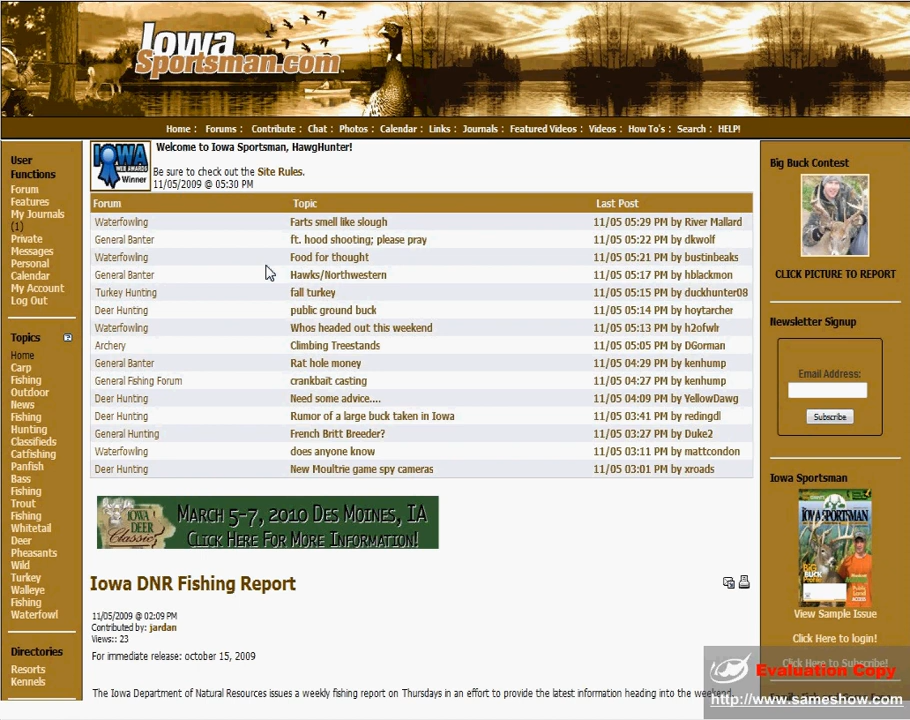 Iowa
Sportsman.com
Home : Forums : Contribute : Chat : Photos : Calendar : Links : Journals : Featured Videos : Videos : How To's : Search : HELP!
User
Functions
Forum
Features
My Journals
(1)
Private
Messages
Personal
Calendar
My Account
Log Out
Topics
Home
Carp
Fishing
Outdoor
News
Fishing
Hunting
Classifieds
Catfishing
Panfish
Bass
Fishing
Trout
Fishing
Whitetail
Deer
Pheasants
Wild
Turkey
Walleye
Fishing
Waterfowl
Directories
Resorts
Kennels
IOWA
WEB AWARDS
Winner
Welcome to Iowa Sportsman, HawgHunter!
Be sure to check out the Site Rules.
11/05/2009 @ 05:30 PM
Forum Topic Last Post
Waterfowling Farts smell like slough 11/05 05:29 PM by River Mallard
General Banter ft. hood shooting; please pray 11/05 05:22 PM by dkwolf
Waterfowling Food for thought 11/05 05:21 PM by bustinbeaks
General Banter Hawks/Northwestern 11/05 05:17 PM by hblackmon
Turkey Hunting fall turkey 11/05 05:15 PM by duckhunter08
Deer Hunting public ground buck 11/05 05:14 PM by hoytarcher
Waterfowling Whos headed out this weekend 11/05 05:13 PM by h2ofwlr
Archery Climbing Treestands 11/05 05:05 PM by DGorman
General Banter Rat hole money 11/05 04:29 PM by kenhump
General Fishing Forum crankbait casting 11/05 04:27 PM by kenhump
Deer Hunting Need some advice.... 11/05 04:09 PM by YellowDawg
Deer Hunting Rumor of a large buck taken in Iowa 11/05 03:41 PM by redingdl
General Hunting French Britt Breeder? 11/05 03:27 PM by Duke2
Waterfowling does anyone know 11/05 03:11 PM by mattcondon
Deer Hunting New Moultrie game spy cameras 11/05 03:01 PM by xroads
IOWA
DEER
Classic
MARCH 5-7, 2010 DES MOINES, IA
CLICK HERE FOR MORE INFORMATION!
Iowa DNR Fishing Report
11/05/2009 @ 02:09 PM
Contributed by: jardan
Views:: 23
For immediate release: october 15, 2009
The Iowa Department of Natural Resources issues a weekly fishing report on Thursdays in an effort to provide the latest information heading into the weekend.
Big Buck Contest
CLICK PICTURE TO REPORT
Newsletter Signup
Email Address:
Subscribe
Iowa Sportsman
IOWA SPORTSMAN
BIG
BUCK
View Sample Issue
Click Here to login!
Click Here to Subscribe!
Evaluation Copy
http://www.sameshow.com